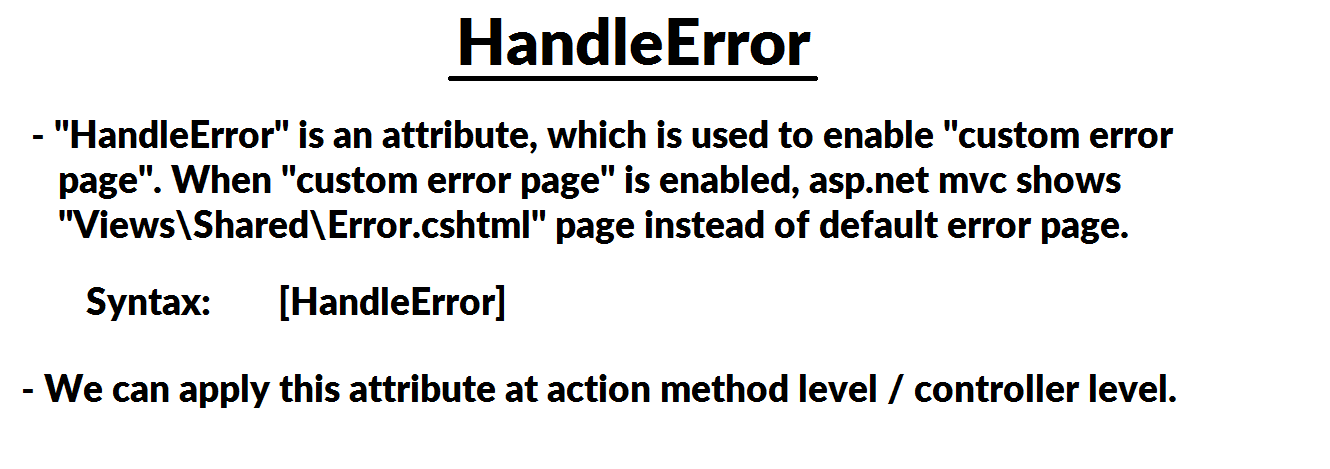 HandleError
- "HandleError" is an attribute, which is used to enable "custom error
page". When "custom error page" is enabled, asp.net mvc shows
"Views\Shared\Error.cshtml" page instead of default error page.
Syntax: [HandleError]
- We can apply this attribute at action method level / controller level.